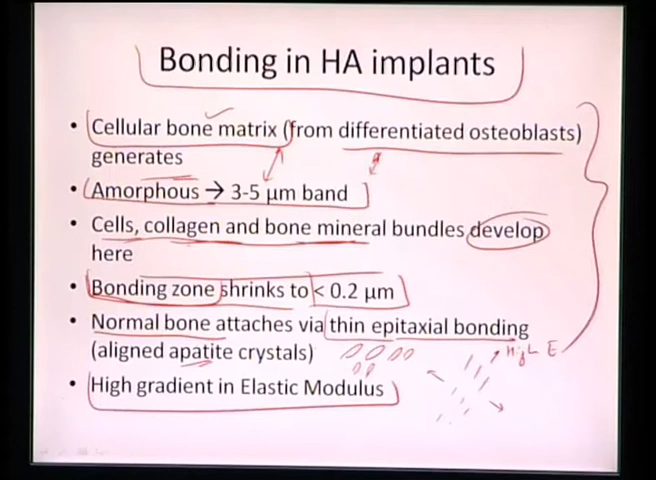 Bonding in HA implants
• Cellular bone matrix (from differentiated osteoblasts)
generates
• Amorphous → 3-5 μm band
• Cells, collagen and bone mineral bundles develop
here
• Bonding zone shrinks to < 0.2 μm
• Normal bone attaches via thin epitaxial bonding
(aligned apatite crystals)
High E
• High gradient in Elastic Modulus